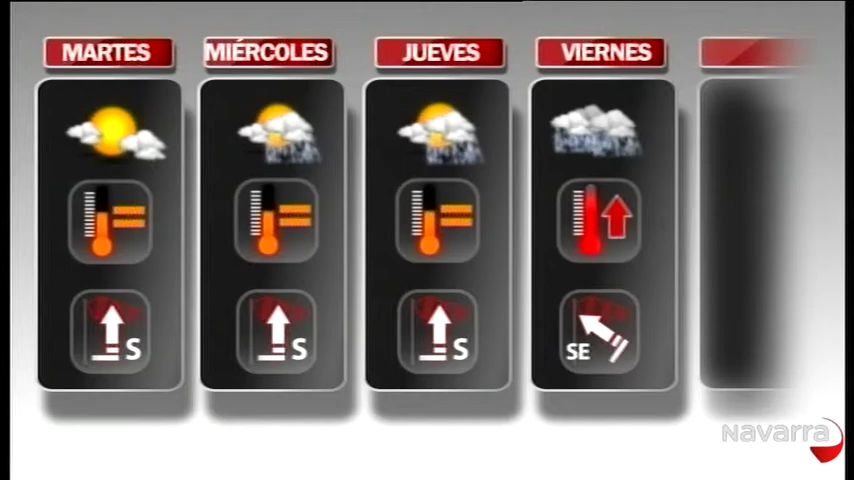 MARTES
MIÉRCOLES
JUEVES
VIERNES
S
S
S
SE
Navarra